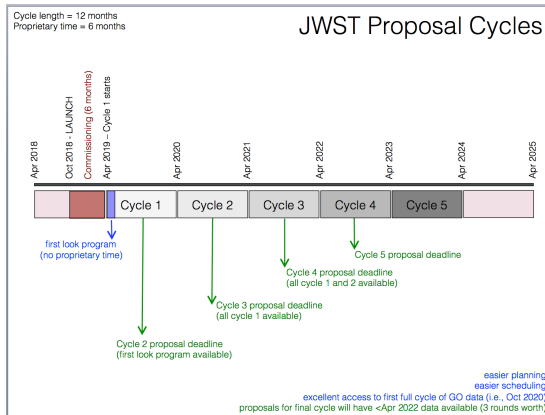 Cycle length = 12 months
Proprietary time = 6 months
JWST Proposal Cycles
Apr 2018
Oct 2018 - LAUNCH
Commissioning (6 months)
Apr 2019 – Cycle 1 starts
Apr 2020
Apr 2021
Apr 2022
Apr 2023
Apr 2024
Apr 2025
Cycle 1
Cycle 2
Cycle 3
Cycle 4
Cycle 5
first look program
(no proprietary time)
Cycle 5 proposal deadline
Cycle 4 proposal deadline
(all cycle 1 and 2 available)
Cycle 3 proposal deadline
(all cycle 1 available)
Cycle 2 proposal deadline
(first look program available)
easier planning
easier scheduling
excellent access to first full cycle of GO data (i.e., Oct 2020)
proposals for final cycle will have <Apr 2022 data available (3 rounds worth)